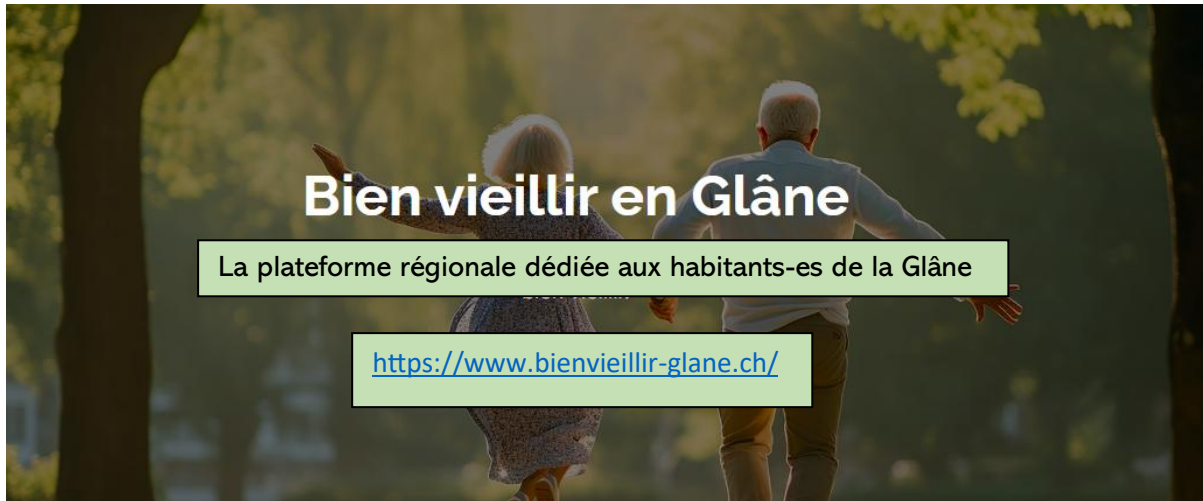 Bien vieillir en Glâne
La plateforme régionale dédiée aux habitants-es de la Glâne
https://www.bienvieillir-glane.ch/